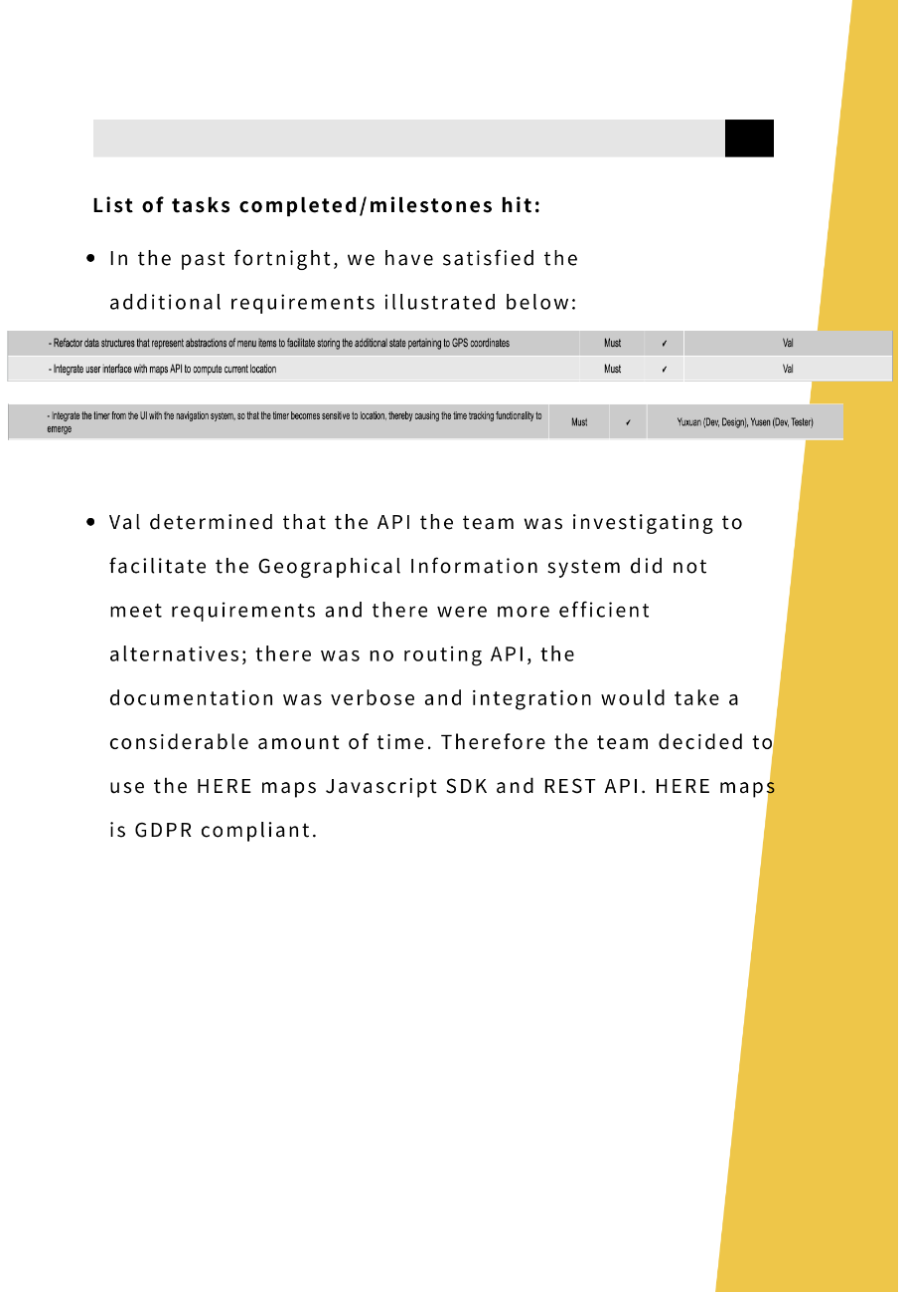 List of tasks completed/milestones hit:
• In the past fortnight, we have satisfied the
additional requirements illustrated below:
- Refactor data structures that represent abstractions of menu items to facilitate storing the additional state pertaining to GPS coordinates Must ✓ Val
- Integrate user interface with maps API to compute current location Must ✓ Val
- Integrate the timer from the UI with the navigation system, so that the timer becomes sensitive to location, thereby causing the time tracking functionality to
emerge Must ✓ Yuxuan (Dev, Design), Yusen (Dev, Tester)
• Val determined that the API the team was investigating to
facilitate the Geographical Information system did not
meet requirements and there were more efficient
alternatives; there was no routing API, the
documentation was verbose and integration would take a
considerable amount of time. Therefore the team decided to
use the HERE maps Javascript SDK and REST API. HERE maps
is GDPR compliant.